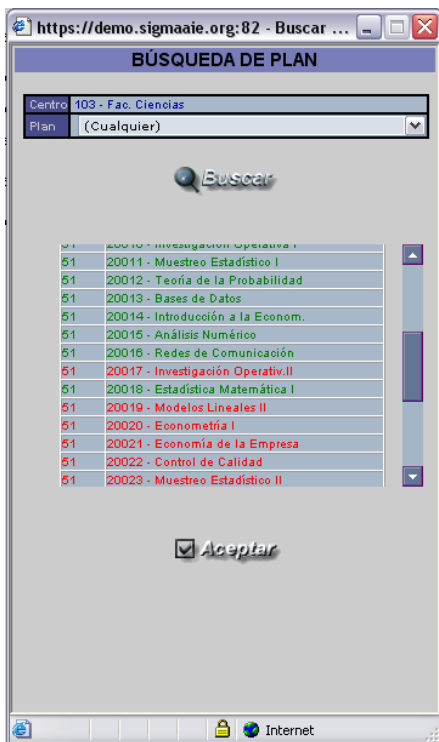 https://demo.sigmaaie.org:82 - Buscar ...
BÚSQUEDA DE PLAN
Centro 103 - Fac. Ciencias
Plan (Cualquier)
Buscar
51 20010 - Investigación Operativa I
51 20011 - Muestreo Estadístico I
51 20012 - Teoría de la Probabilidad
51 20013 - Bases de Datos
51 20014 - Introducción a la Econom.
51 20015 - Análisis Numérico
51 20016 - Redes de Comunicación
51 20017 - Investigación Operativ.II
51 20018 - Estadística Matemática I
51 20019 - Modelos Lineales II
51 20020 - Econometría I
51 20021 - Economía de la Empresa
51 20022 - Control de Calidad
51 20023 - Muestreo Estadístico II
Aceptar
Internet